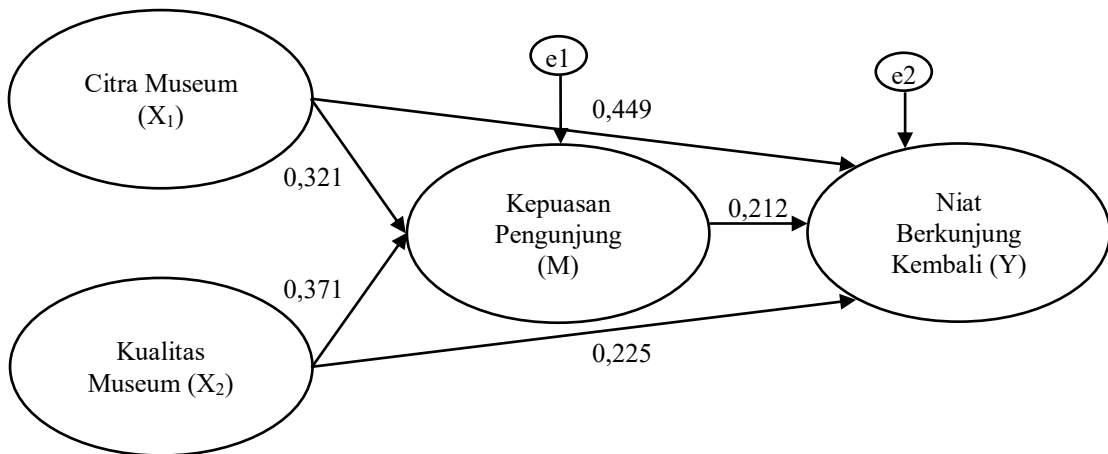 Citra Museum
(X₁)
e1
e2
0,449
0,321
Kepuasan
Pengunjung
(M)
0,212
Niat
Berkunjung
Kembali (Y)
0,371
Kualitas
Museum (X₂)
0,225